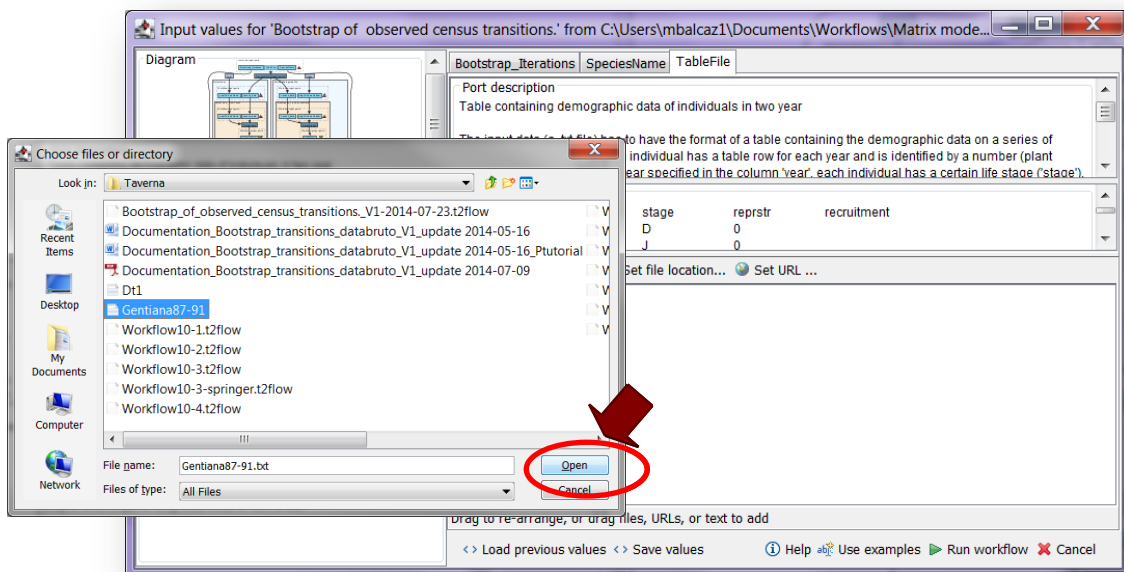 Input values for 'Bootstrap of  observed census transitions.' from C:\Users\mbalcaz1\Documents\Workflows\Matrix mode...
Diagram
Bootstrap_Iterations SpeciesName TableFile
Port description
Table containing demographic data of individuals in two year
to have the format of a table containing the demographic data on a series of
individual has a table row for each year and is identified by a number (plant
ear specified in the column 'year', each individual has a certain life stage ('stage').
stage reprstr recruitment
D 0
J 0
Set file location... Set URL ...
Drag to re-arrange, or drag files, URLs, or text to add
<> Load previous values <> Save values Help Use examples Run workflow Cancel
Choose files or directory
Look in: Taverna
Recent Items
Desktop
My Documents
Computer
Network
Bootstrap_of_observed_census_transitions._V1-2014-07-23.t2flow
Documentation_Bootstrap_transitions_databruto_V1_update 2014-05-16
Documentation_Bootstrap_transitions_databruto_V1_update 2014-05-16_Ptutorial
Documentation_Bootstrap_transitions_databruto_V1_update 2014-07-09
Dt1
Gentiana87-91
Workflow10-1.t2flow
Workflow10-2.t2flow
Workflow10-3.t2flow
Workflow10-3-springer.t2flow
Workflow10-4.t2flow
File name: Gentiana87-91.txt Open
Files of type: All Files Cancel